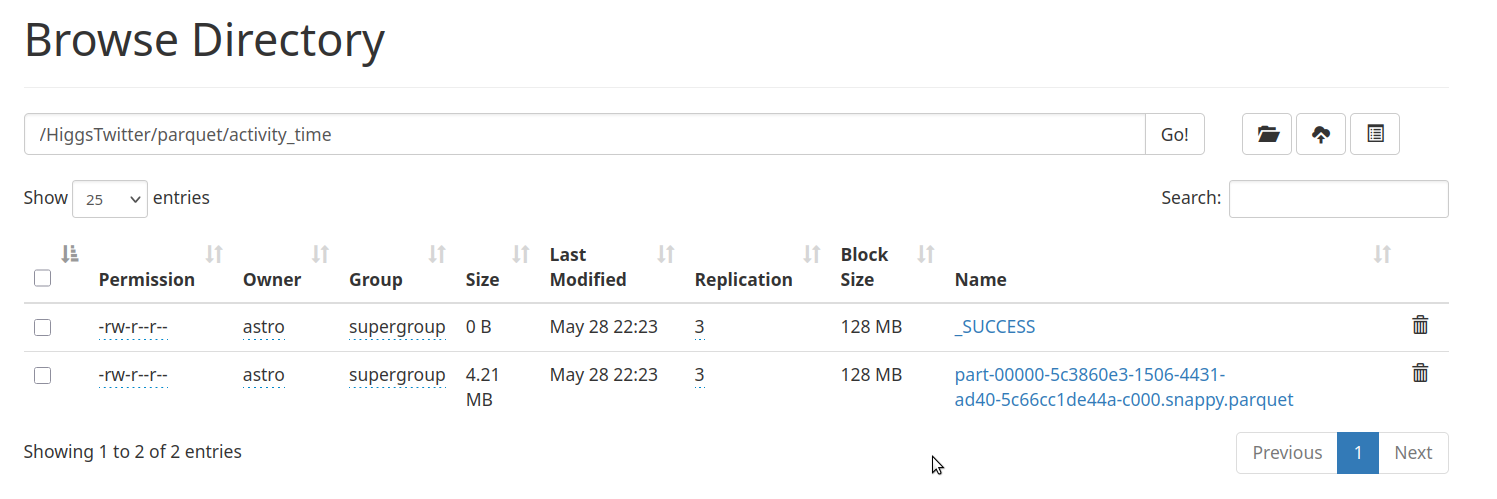 Browse Directory
/HiggsTwitter/parquet/activity_time Go!
Show 25 entries Search:
Permission Owner Group Size Last Modified Replication Block Size Name
-rw-r--r-- astro supergroup 0 B May 28 22:23 3 128 MB _SUCCESS
-rw-r--r-- astro supergroup 4.21 MB May 28 22:23 3 128 MB part-00000-5c3860e3-1506-4431-ad40-5c66cc1de44a-c000.snappy.parquet
Showing 1 to 2 of 2 entries Previous 1 Next